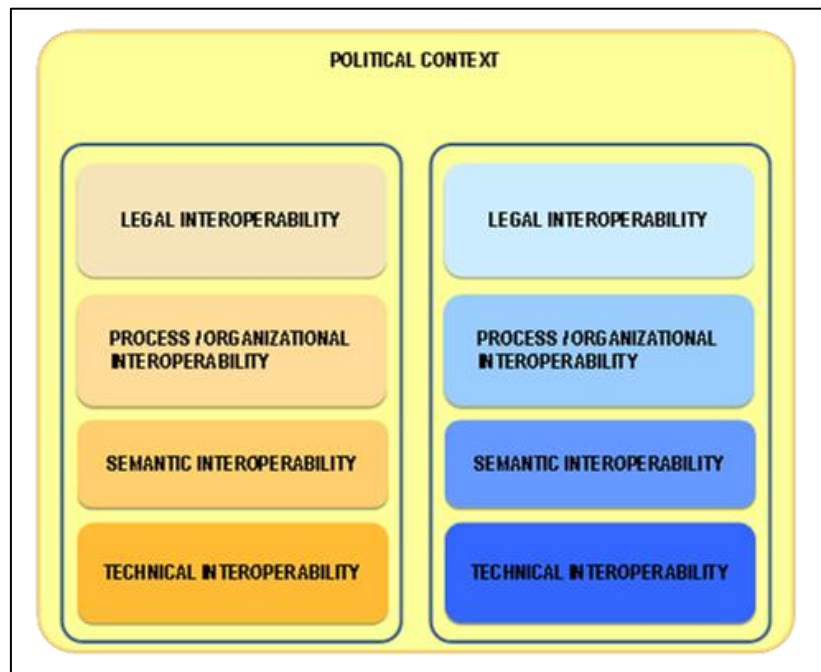 POLITICAL CONTEXT
LEGAL INTEROPERABILITY
PROCESS / ORGANIZATIONAL
INTEROPERABILITY
SEMANTIC INTEROPERABILITY
TECHNICAL INTEROPERABILITY
LEGAL INTEROPERABILITY
PROCESS / ORGANIZATIONAL
INTEROPERABILITY
SEMANTIC INTEROPERABILITY
TECHNICAL INTEROPERABILITY